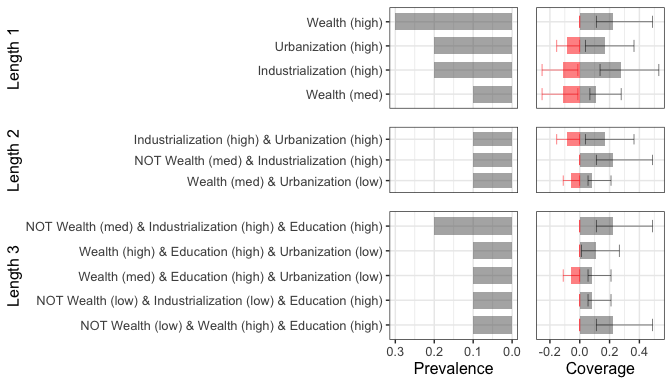 Length 1
Wealth (high)
Urbanization (high)
Industrialization (high)
Wealth (med)
Length 2
Industrialization (high) & Urbanization (high)
NOT Wealth (med) & Industrialization (high)
Wealth (med) & Urbanization (low)
Length 3
NOT Wealth (med) & Industrialization (high) & Education (high)
Wealth (high) & Education (high) & Urbanization (low)
Wealth (med) & Education (high) & Urbanization (low)
NOT Wealth (low) & Industrialization (low) & Education (high)
NOT Wealth (low) & Wealth (high) & Education (high)
0.3 0.2 0.1 0.0
-0.2 0.0 0.2 0.4
Prevalence
Coverage